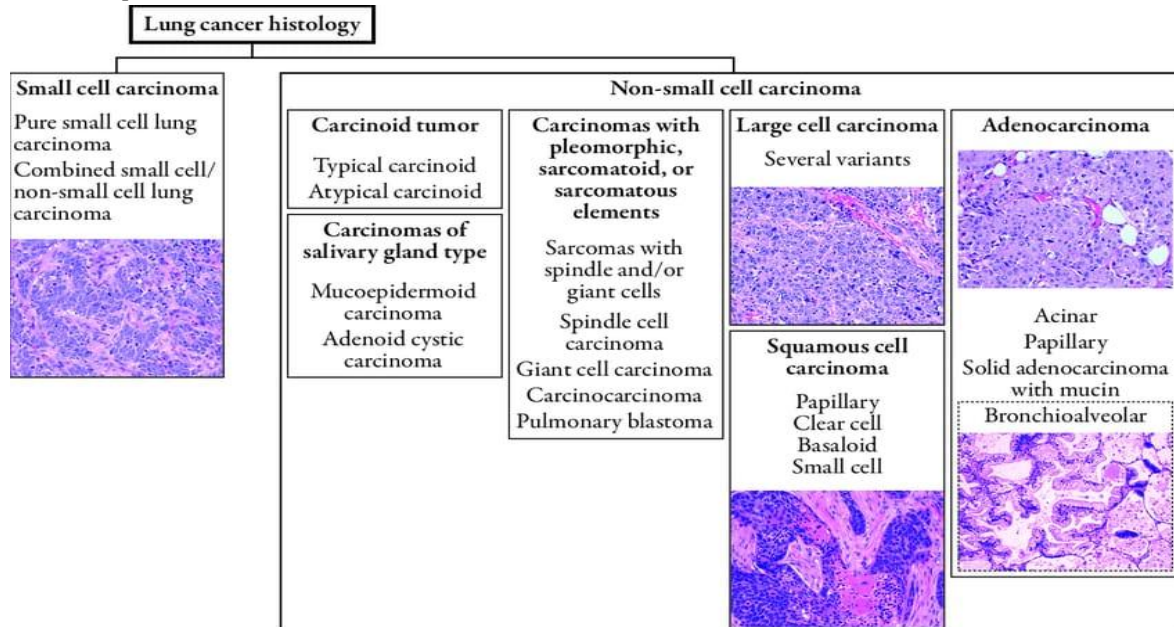 Lung cancer histology
Small cell carcinoma
Pure small cell lung
carcinoma
Combined small cell/
non-small cell lung
carcinoma
Non-small cell carcinoma
Carcinoid tumor
Typical carcinoid
Atypical carcinoid
Carcinomas of
salivary gland type
Mucoepidermoid
carcinoma
Adenoid cystic
carcinoma
Carcinomas with
pleomorphic,
sarcomatoid, or
sarcomatous
elements
Sarcomas with
spindle and/or
giant cells
Spindle cell
carcinoma
Giant cell carcinoma
Carcinocarcinoma
Pulmonary blastoma
Large cell carcinoma
Several variants
Squamous cell
carcinoma
Papillary
Clear cell
Basaloid
Small cell
Adenocarcinoma
Acinar
Papillary
Solid adenocarcinoma
with mucin
Bronchioalveolar